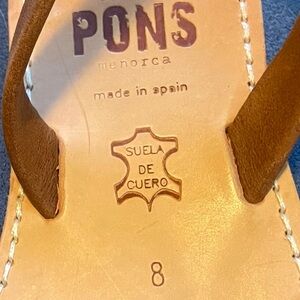 PONS
menorca
made in spain
SUELA
DE
CUERO
8